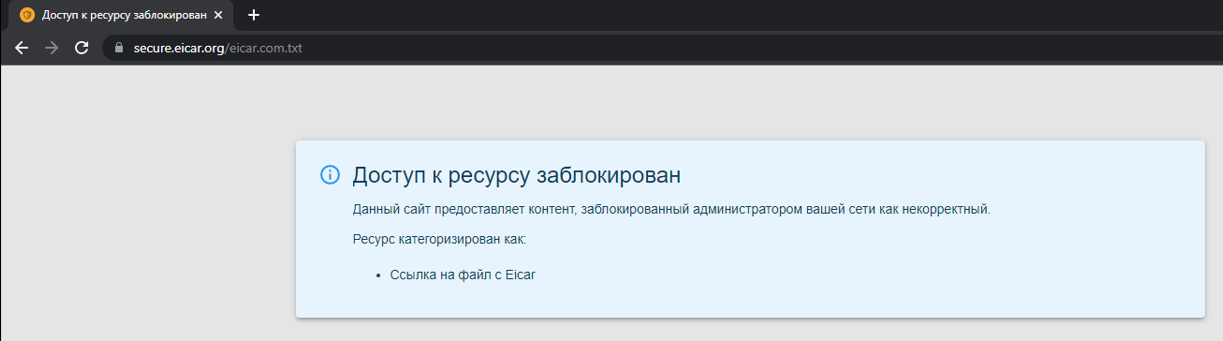 Доступ к ресурсу заблокирован
secure.eicar.org/eicar.com.txt
Доступ к ресурсу заблокирован
Данный сайт предоставляет контент, заблокированный администратором вашей сети как некорректный.
Ресурс категоризирован как:
• Ссылка на файл с Eicar